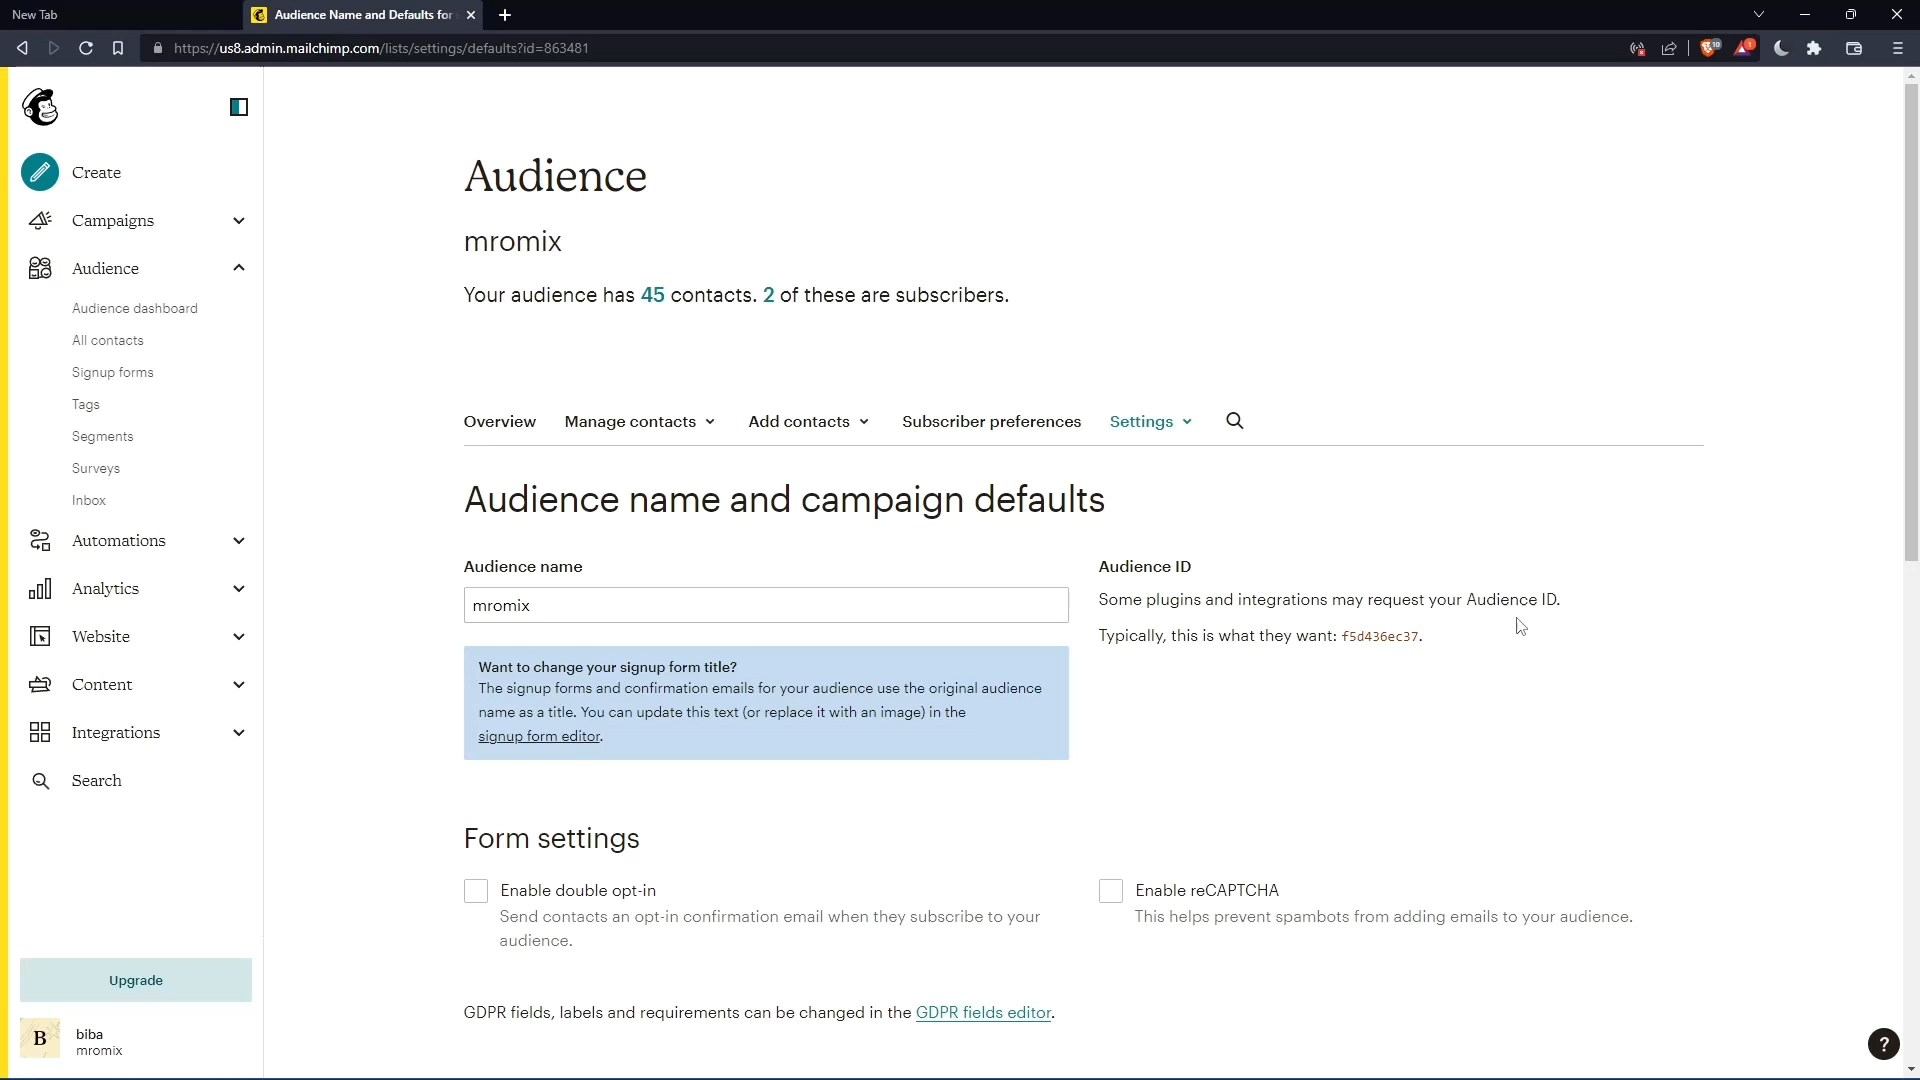 New Tab
Audience Name and Defaults for
https://us8.admin.mailchimp.com/lists/settings/defaults?id=863481
10
1
Create
Campaigns
Audience
Audience dashboard
All contacts
Signup forms
Tags
Segments
Surveys
Inbox
Automations
Analytics
Website
Content
Integrations
Search
Upgrade
B
biba
mromix
Audience
mromix
Your audience has 45 contacts. 2 of these are subscribers.
Overview Manage contacts Add contacts Subscriber preferences Settings
Audience name and campaign defaults
Audience name
mromix
Want to change your signup form title?
The signup forms and confirmation emails for your audience use the original audience
name as a title. You can update this text (or replace it with an image) in the
signup form editor.
Audience ID
Some plugins and integrations may request your Audience ID.
Typically, this is what they want: f5d436ec37.
Form settings
Enable double opt-in
Send contacts an opt-in confirmation email when they subscribe to your
audience.
Enable reCAPTCHA
This helps prevent spambots from adding emails to your audience.
GDPR fields, labels and requirements can be changed in the GDPR fields editor.
?